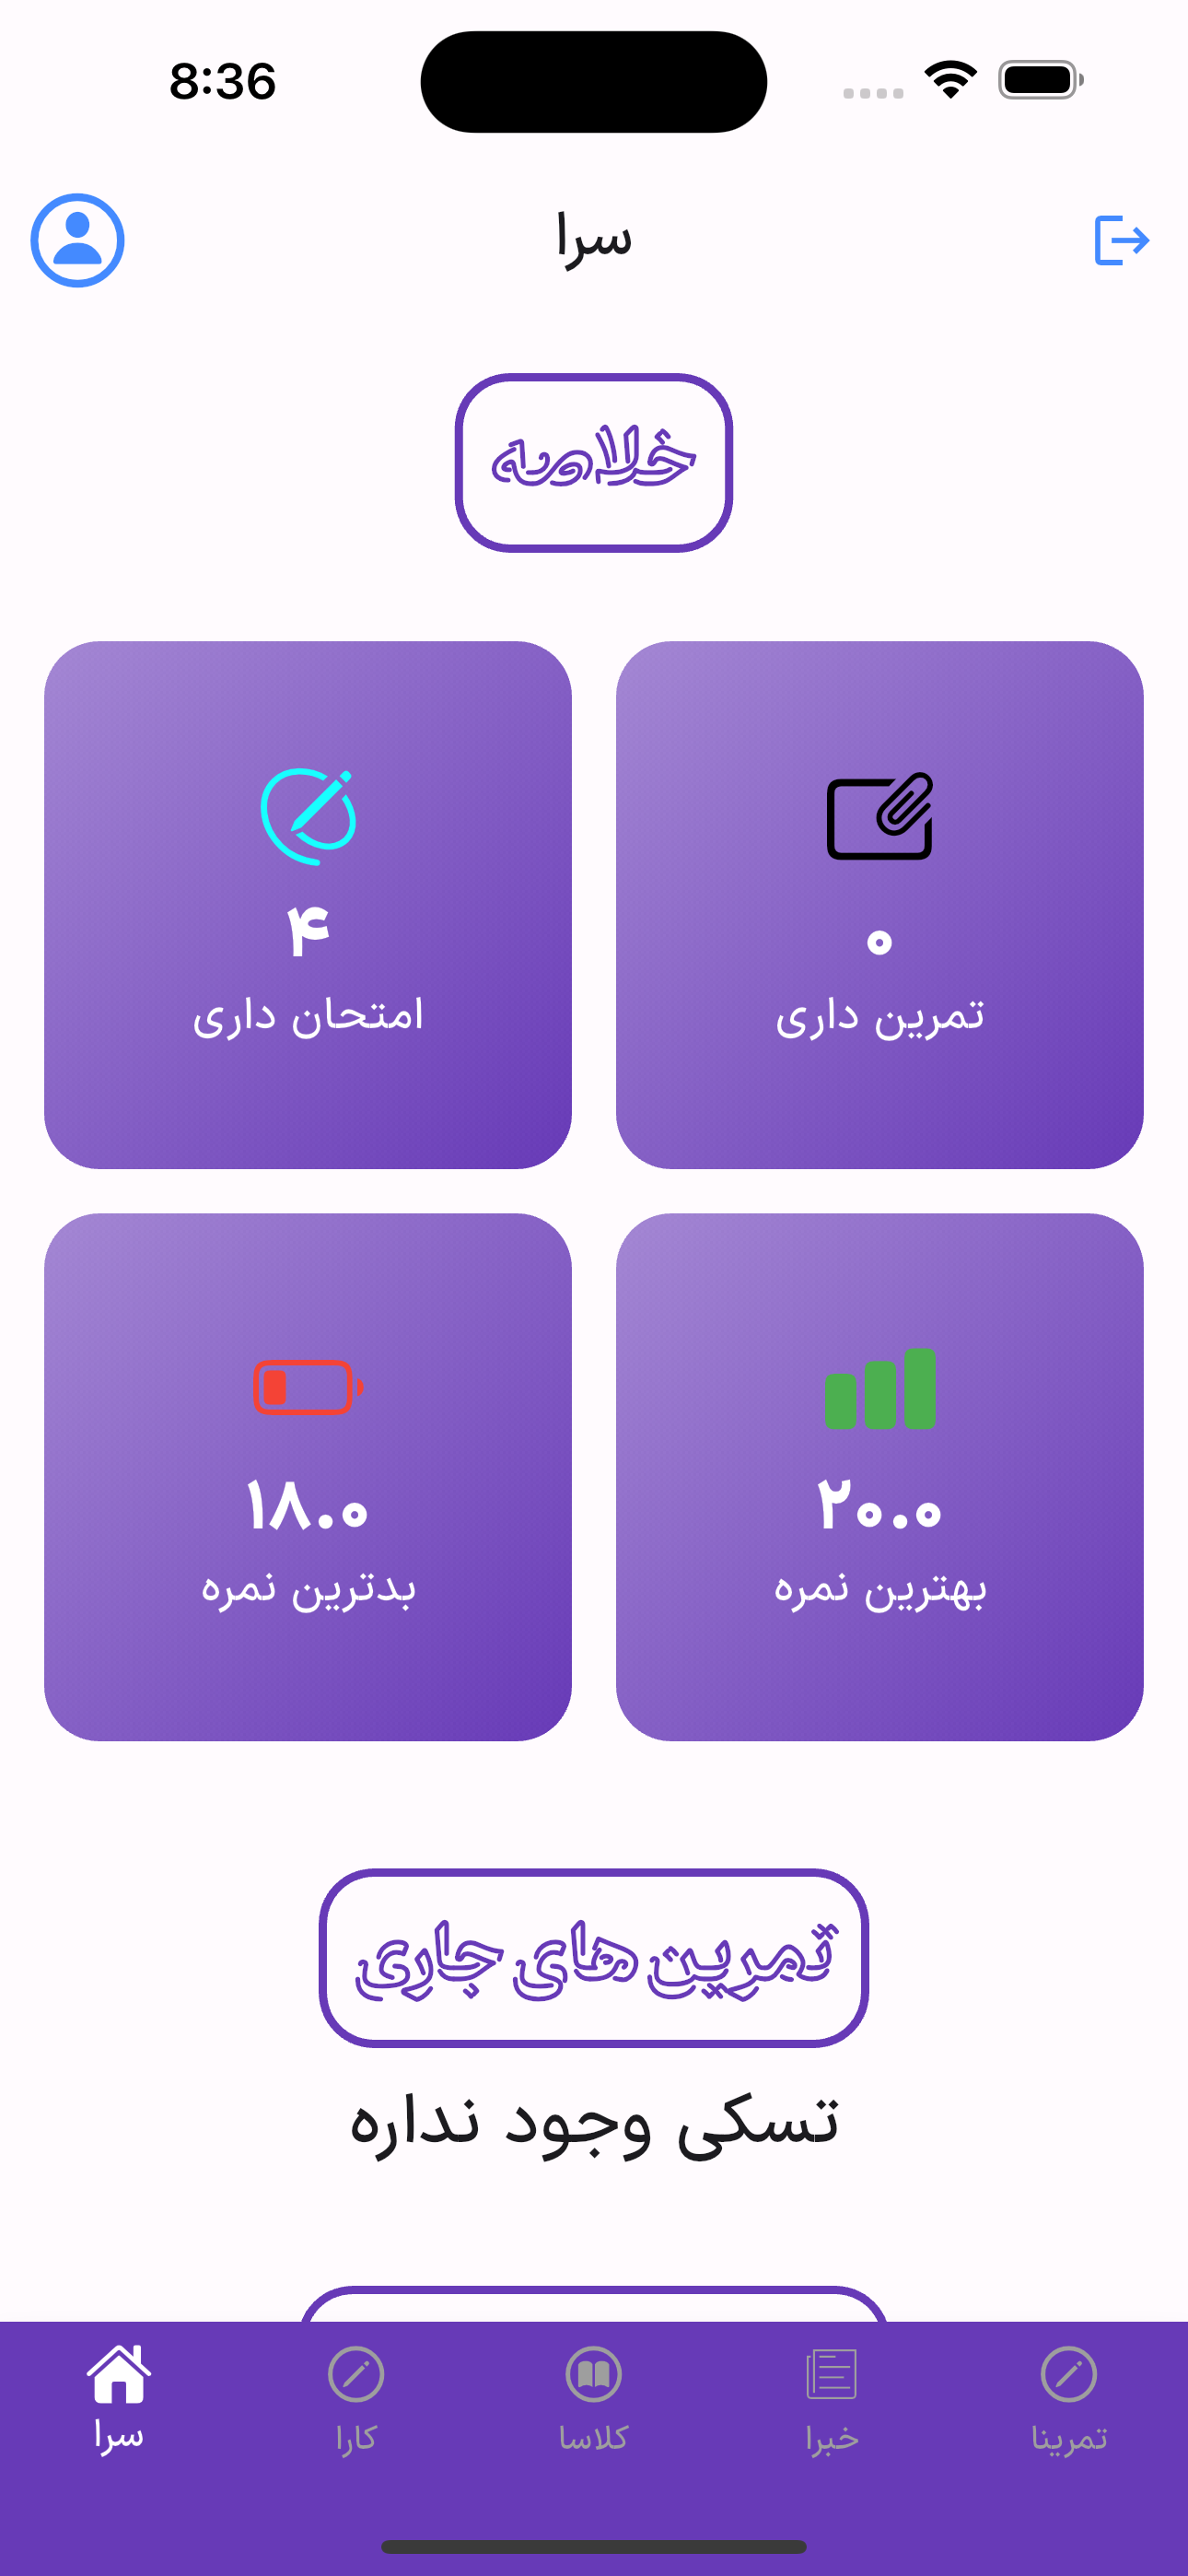 8:36
سرا
خلاصه
۰
تمرین داری
۴
امتحان داری
۲۰.۰
بهترین نمره
۱۸.۰
بدترین نمره
تمرین های جاری
تسکی وجود نداره
تمرینا
خبرا
کلاسا
کارا
سرا